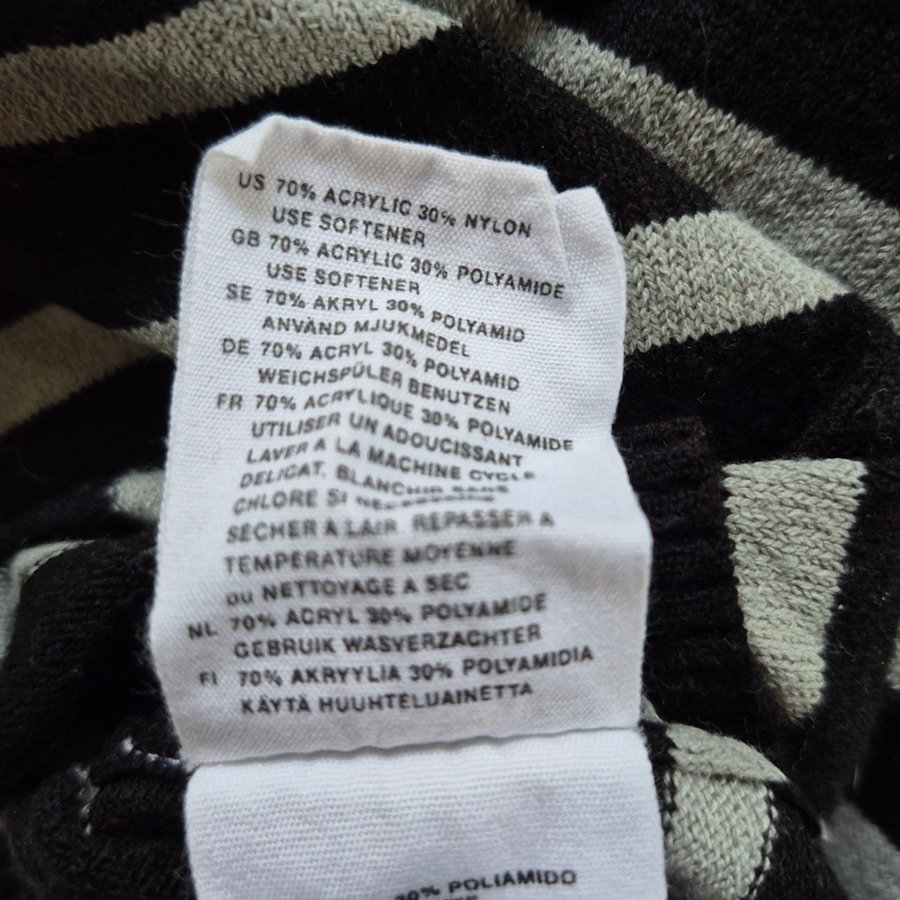 US 70% ACRYLIC 30% NYLON
USE SOFTENER
GB 70% ACRYLIC 30% POLYAMIDE
USE SOFTENER
SE 70% AKRYL 30% POLYAMID
ANVÄND MJUKMEDEL
DE 70% ACRYL 30% POLYAMID
WEICHSPÜLER BENUTZEN
FR 70% ACRYLIQUE 30% POLYAMIDE
UTILISER UN ADOUCISSANT
LAVER A LA MACHINE CYCLE
DELICAT, BLANCHIR SANS
CHLORE SI NECESSAIRE
SECHER A LAIR REPASSER A
TEMPERATURE MOYENNE
OU NETTOYAGE A SEC
NL 70% ACRYL 30% POLYAMIDE
GEBRUIK WASVERZACHTER
FI 70% AKRYYLIA 30% POLYAMIDIA
KÄYTÄ HUUHTELUAINETTA
30% POLIAMIDO